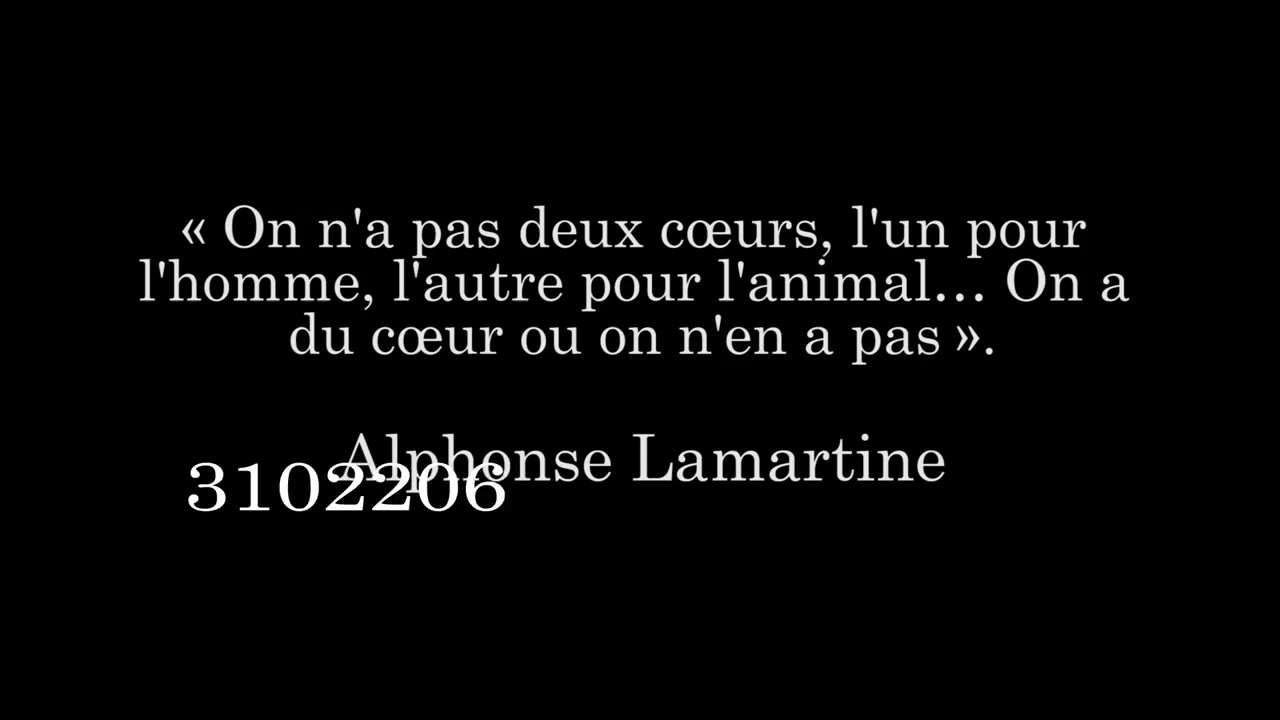 « On n'a pas deux cœurs, l'un pour
l'homme, l'autre pour l'animal… On a
du cœur ou on n'en a pas ».
Alphonse Lamartine
3102206